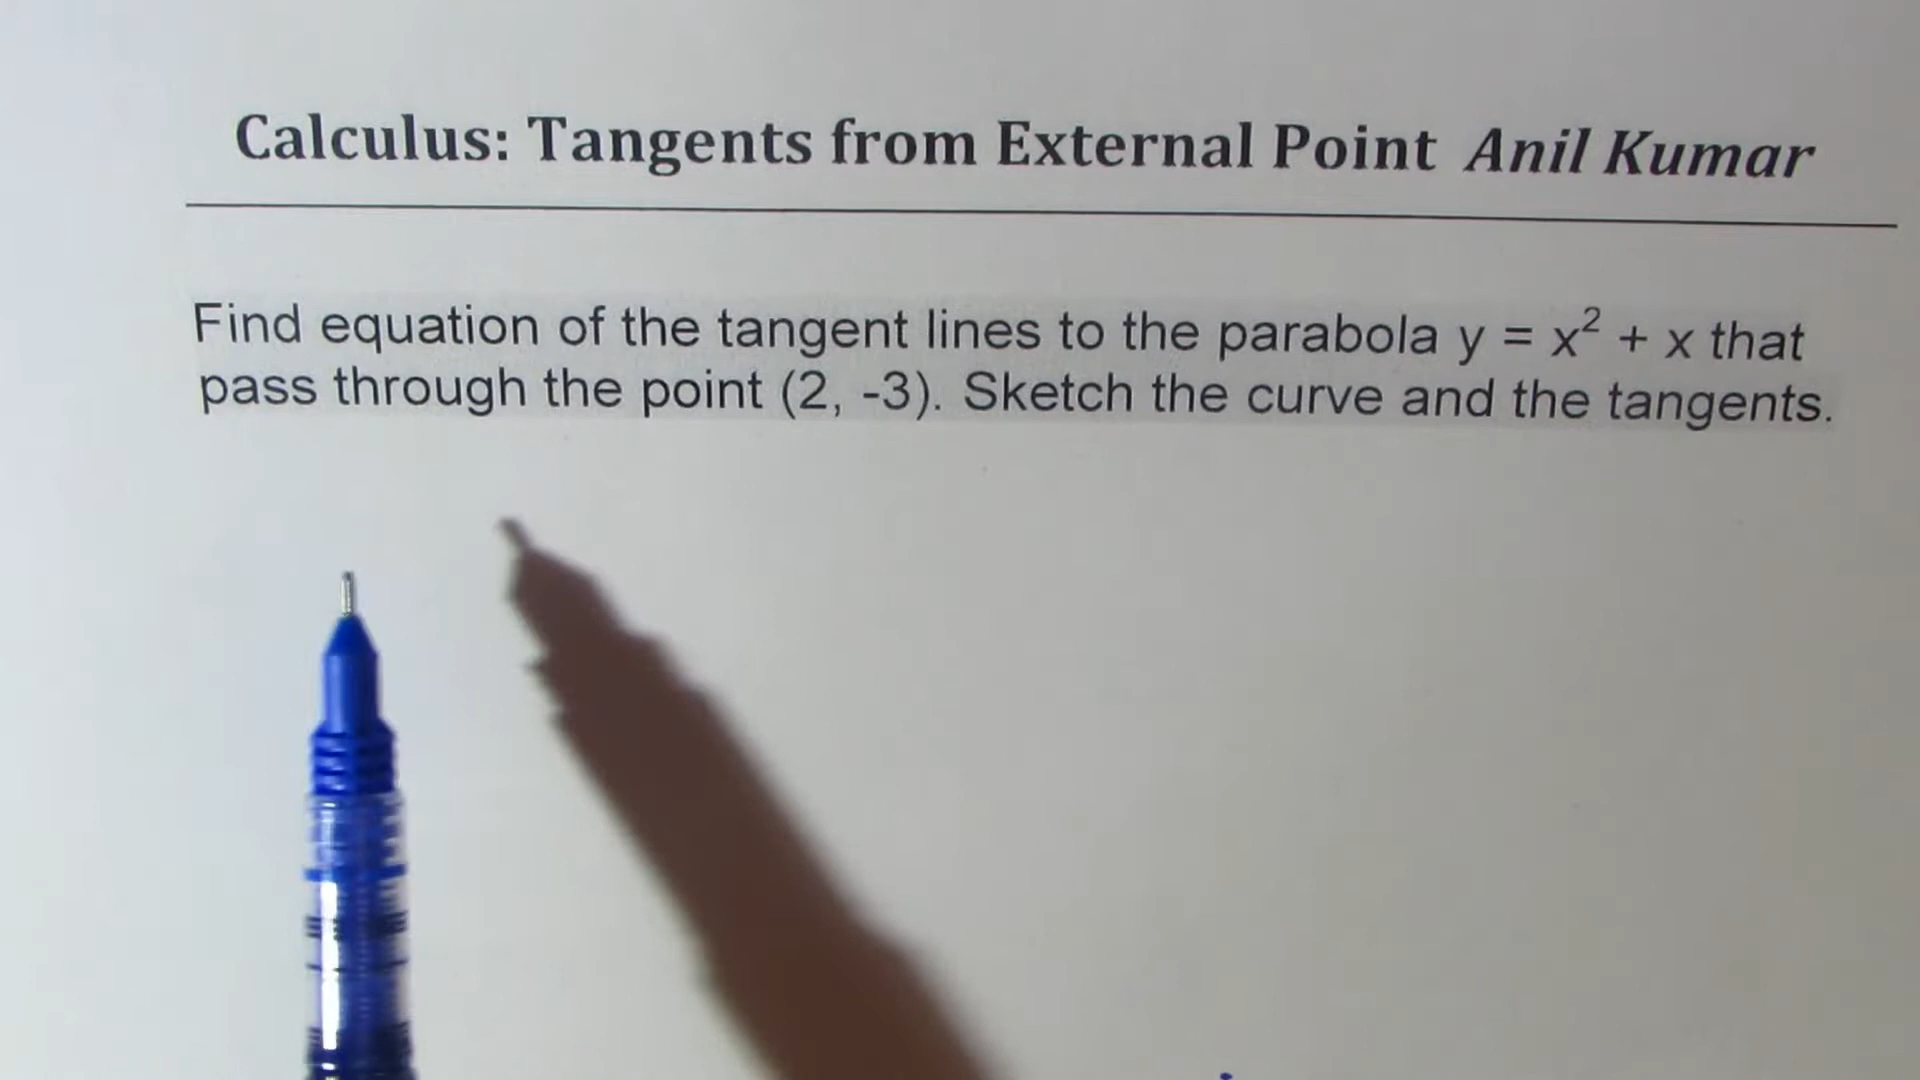 Calculus: Tangents from External Point Anil Kumar
Find equation of the tangent lines to the parabola y = x² + x that
pass through the point (2, -3). Sketch the curve and the tangents.